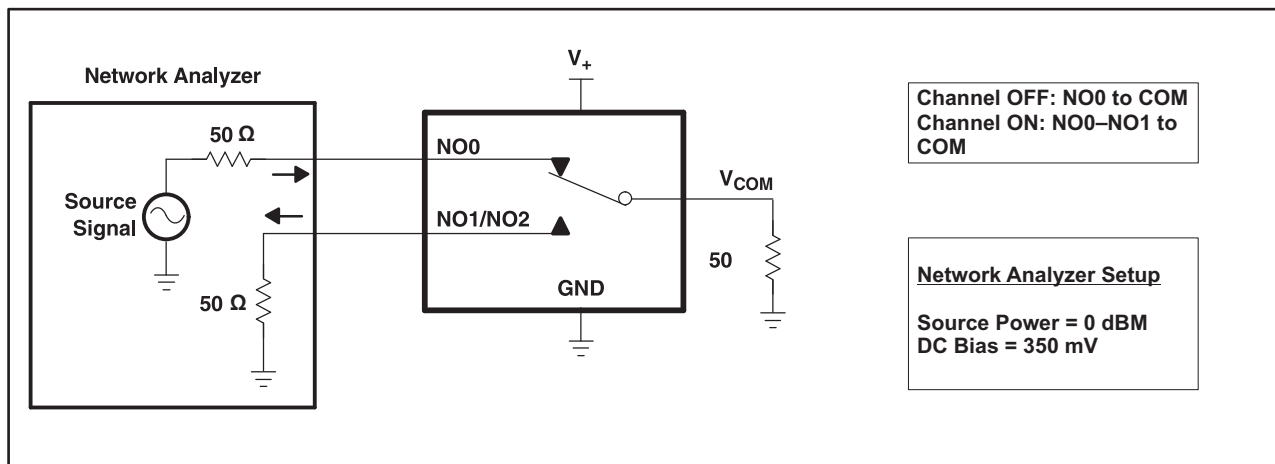 Network Analyzer
50 Ω
Source
Signal
50 Ω
V+
NO0
NO1/NO2
GND
VCOM
50
Channel OFF: NO0 to COM
Channel ON: NO0–NO1 to
COM
Network Analyzer Setup
Source Power = 0 dBM
DC Bias = 350 mV